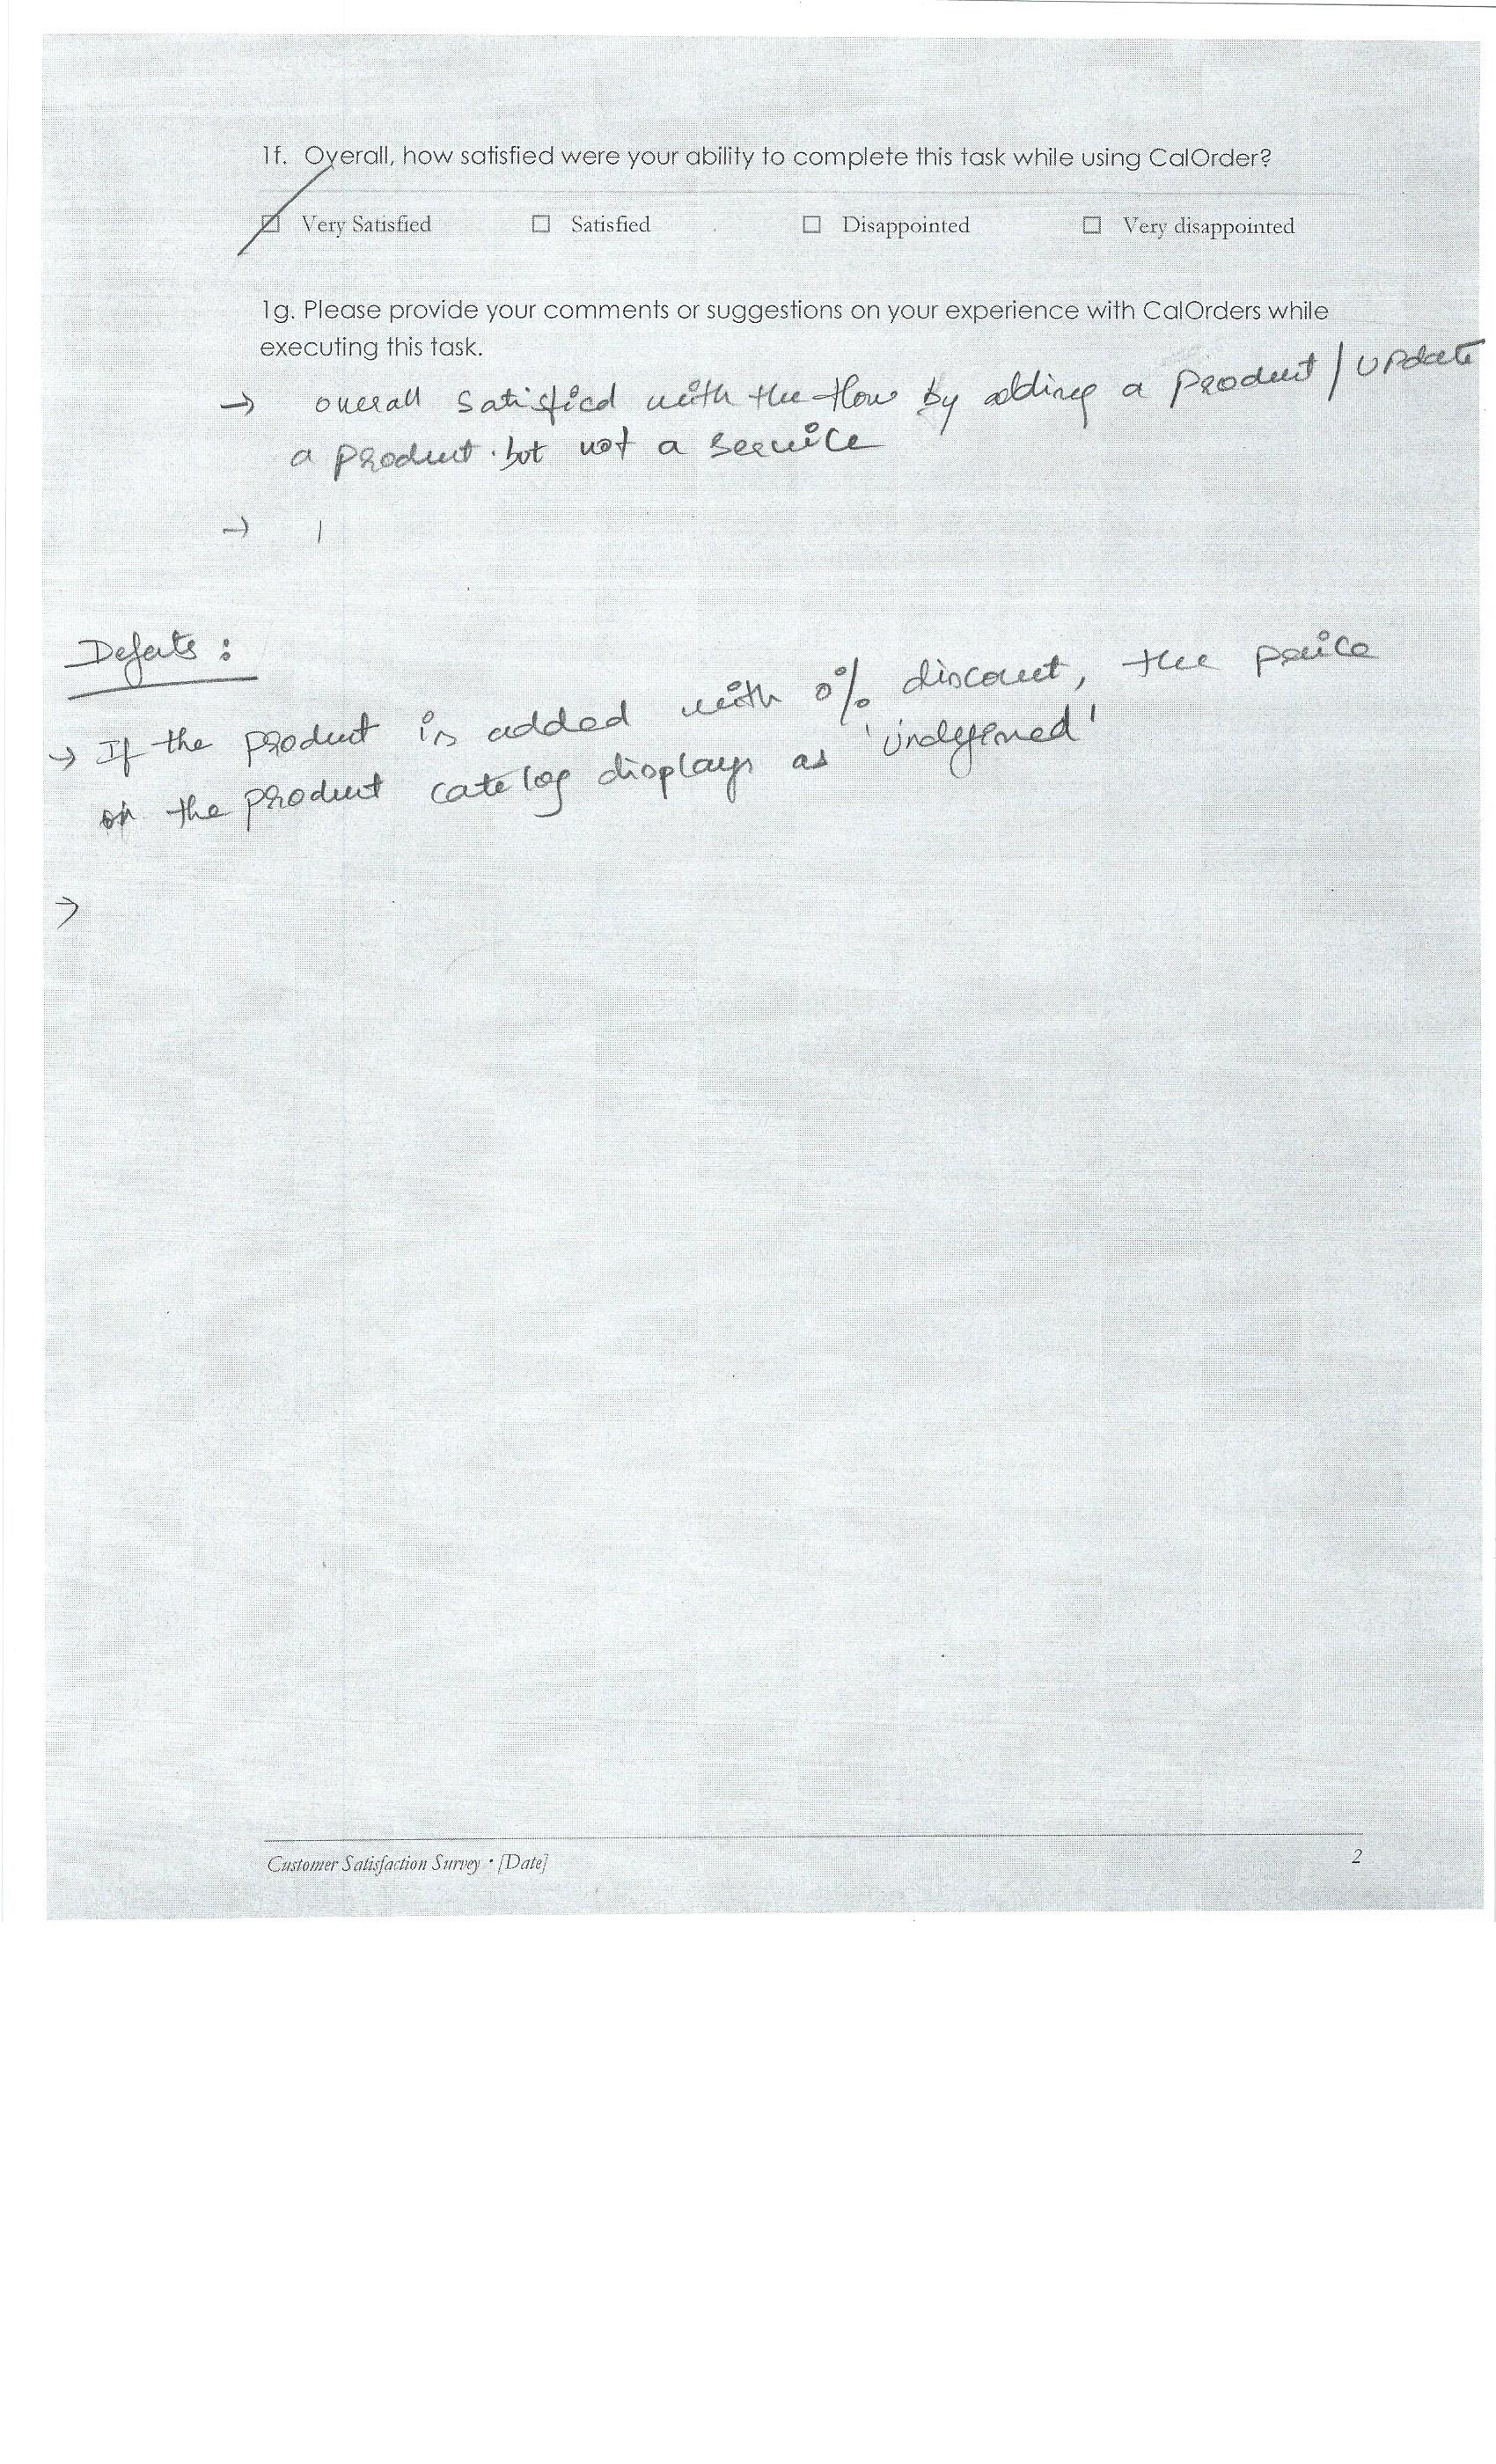 1f. Overall, how satisfied were your ability to complete this task while using CalOrder?
☑ Very Satisfied ☐ Satisfied ☐ Disappointed ☐ Very disappointed
1g. Please provide your comments or suggestions on your experience with CalOrders while
executing this task.
→ overall satisfied with the flow by adding a product / update
a product . but not a service
→ |
Defects :
→ If the product is added with 0% discount, the price
on the product catelog displays as 'undefined'
→
Customer Satisfaction Survey • [Date] 2